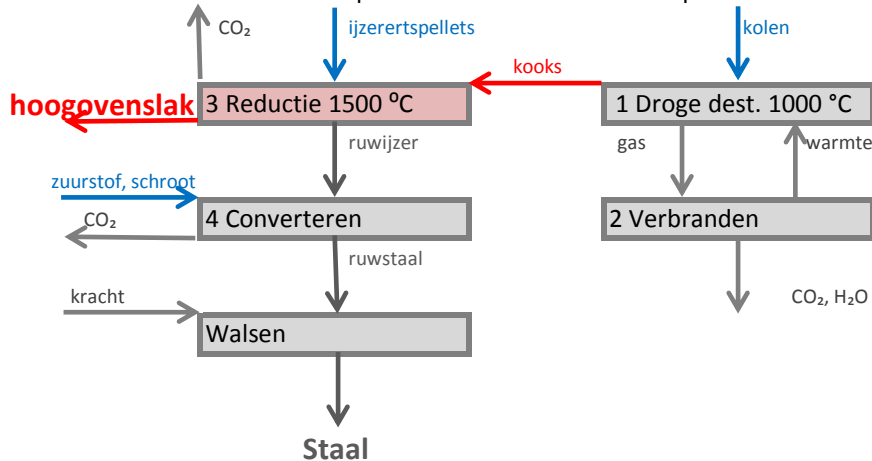 CO₂
ijzerertspellets
kolen
kooks
hoogovenslak
3 Reductie 1500 ⁰C
1 Droge dest. 1000 °C
ruwijzer
gas
warmte
zuurstof, schroot
CO₂
4 Converteren
2 Verbranden
ruwstaal
kracht
CO₂, H₂O
Walsen
Staal